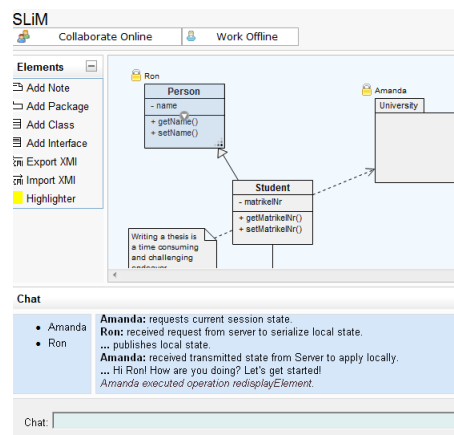 SLiM
Collaborate Online
Work Offline
Elements
Add Note
Add Package
Add Class
Add Interface
Export XMI
Import XMI
Highlighter
Ron
Person
- name
+ getName()
+ setName()
Amanda
University
Student
- matrikelNr
+ getMatrikelNr()
+ setMatrikelNr()
Writing a thesis is
a time consuming
and challenging
endeavor
Chat
Amanda
Ron
Amanda: requests current session state.
Ron: received request from server to serialize local state.
... publishes local state.
Amanda: received transmitted state from Server to apply locally.
... Hi Ron! How are you doing? Let's get started!
Amanda executed operation redisplayElement.
Chat: